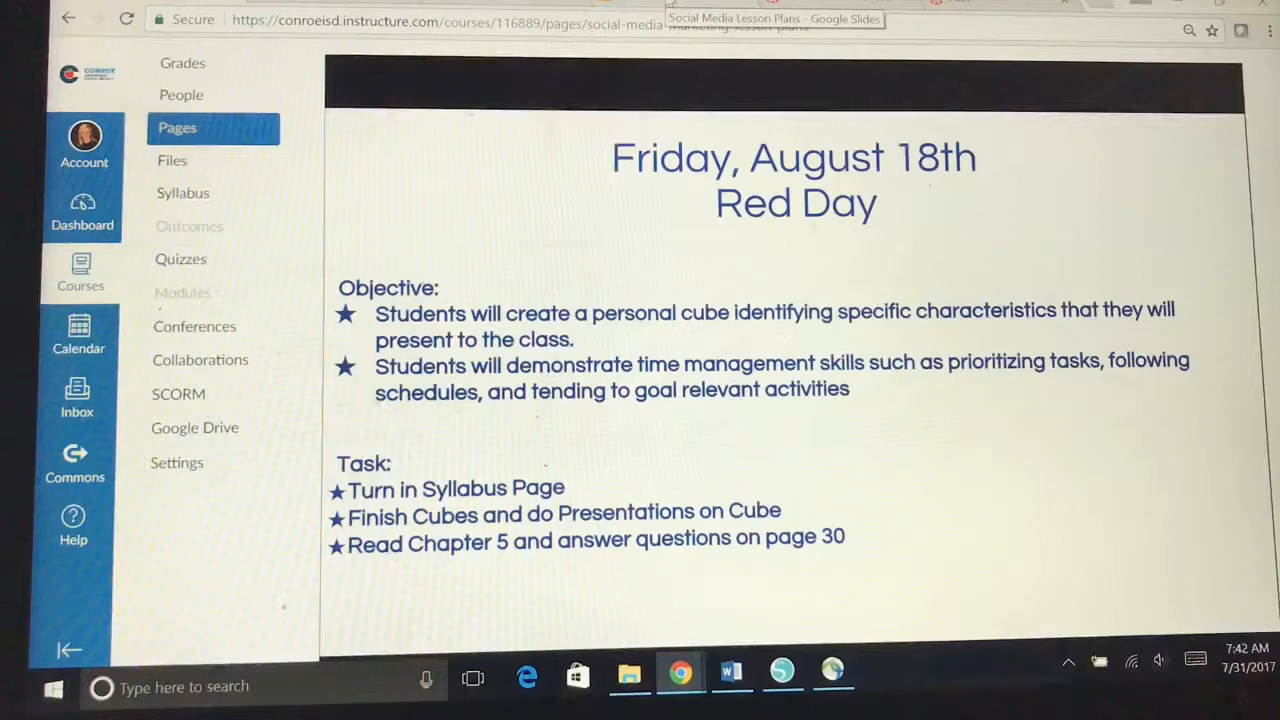 Secure
https://conroeisd.instructure.com/courses/116889/pages/social-media
Social Media Lesson Plans - Google Slides
CONROE
Grades
People
Pages
Files
Syllabus
Outcomes
Quizzes
Modules
Conferences
Collaborations
SCORM
Google Drive
Settings
Account
Dashboard
Courses
Calendar
Inbox
Commons
Help
Friday, August 18th
Red Day
Objective:
★ Students will create a personal cube identifying specific characteristics that they will
present to the class.
★ Students will demonstrate time management skills such as prioritizing tasks, following
schedules, and tending to goal relevant activities
Task:
★Turn in Syllabus Page
★Finish Cubes and do Presentations on Cube
★Read Chapter 5 and answer questions on page 30
Type here to search
7:42 AM
7/31/2017